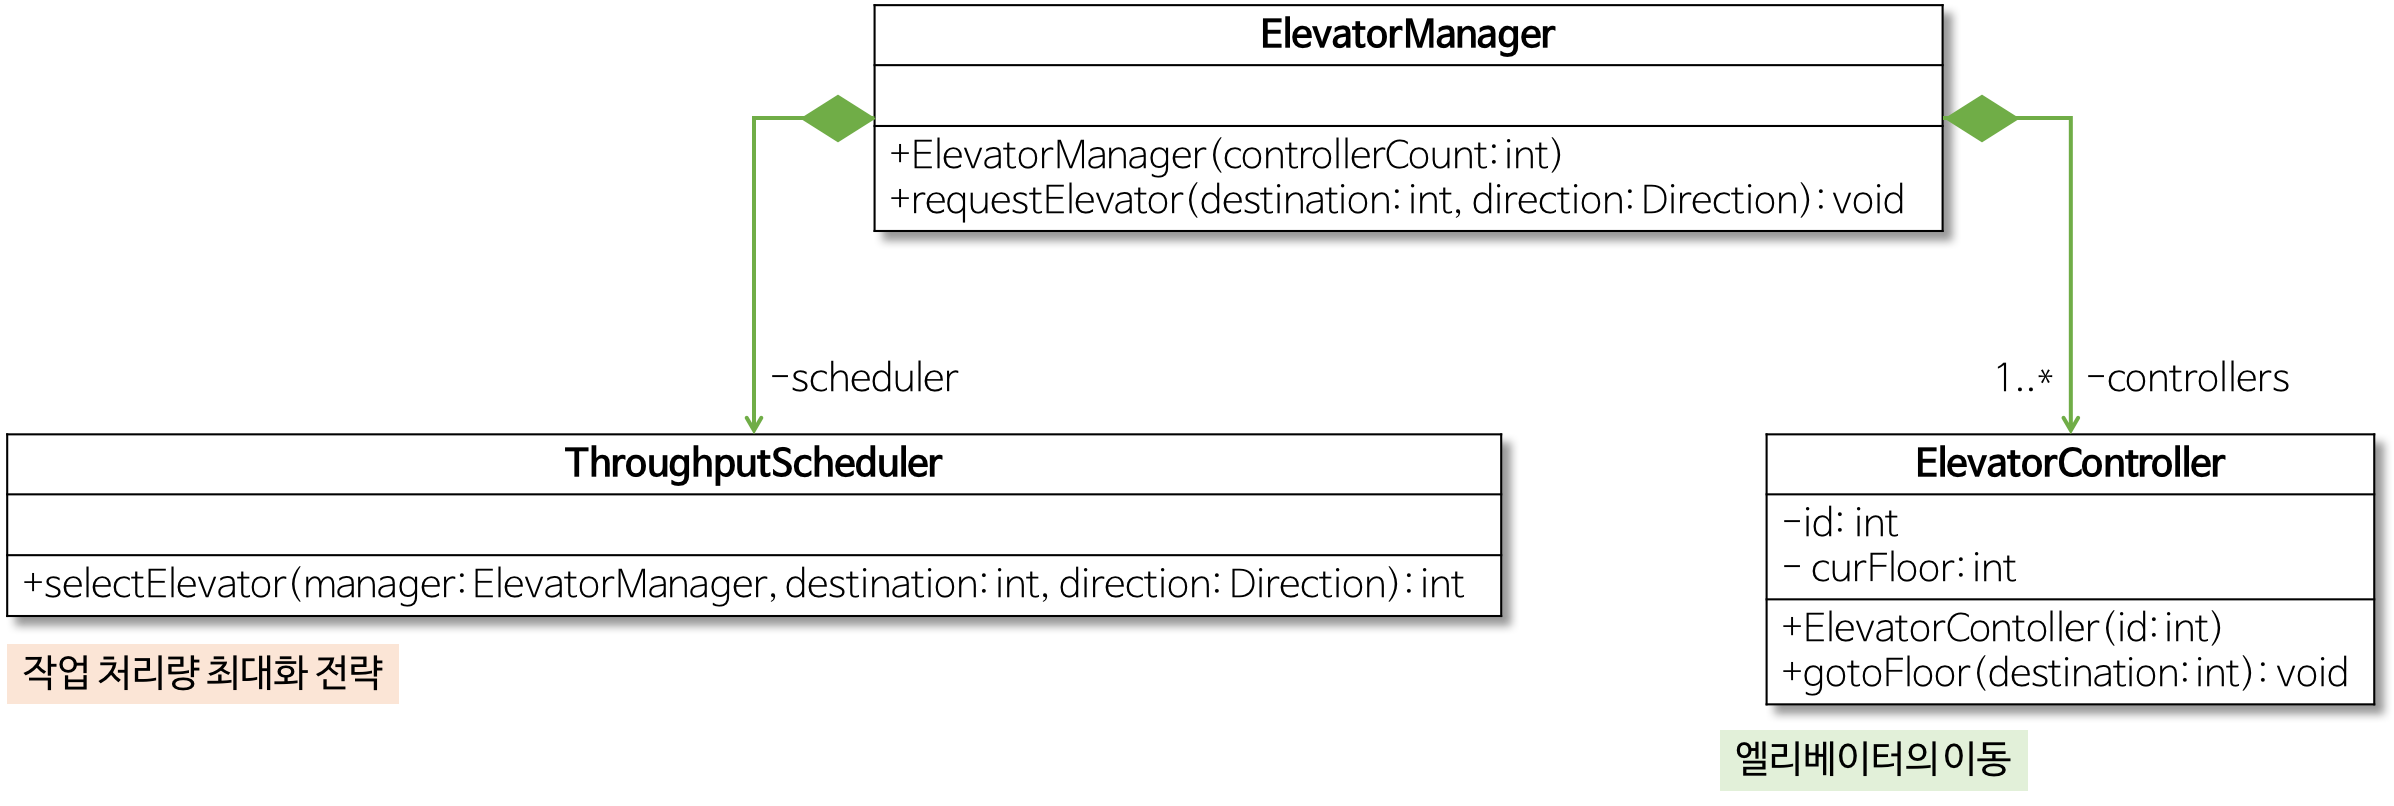 ElevatorManager
+ElevatorManager(controllerCount: int)
+requestElevator(destination: int, direction: Direction): void
-scheduler
1..* -controllers
ThroughputScheduler
+selectElevator(manager: ElevatorManager, destination: int, direction: Direction): int
작업 처리량 최대화 전략
ElevatorController
-id: int
- curFloor: int
+ElevatorContoller(id: int)
+gotoFloor(destination: int): void
엘리베이터의 이동